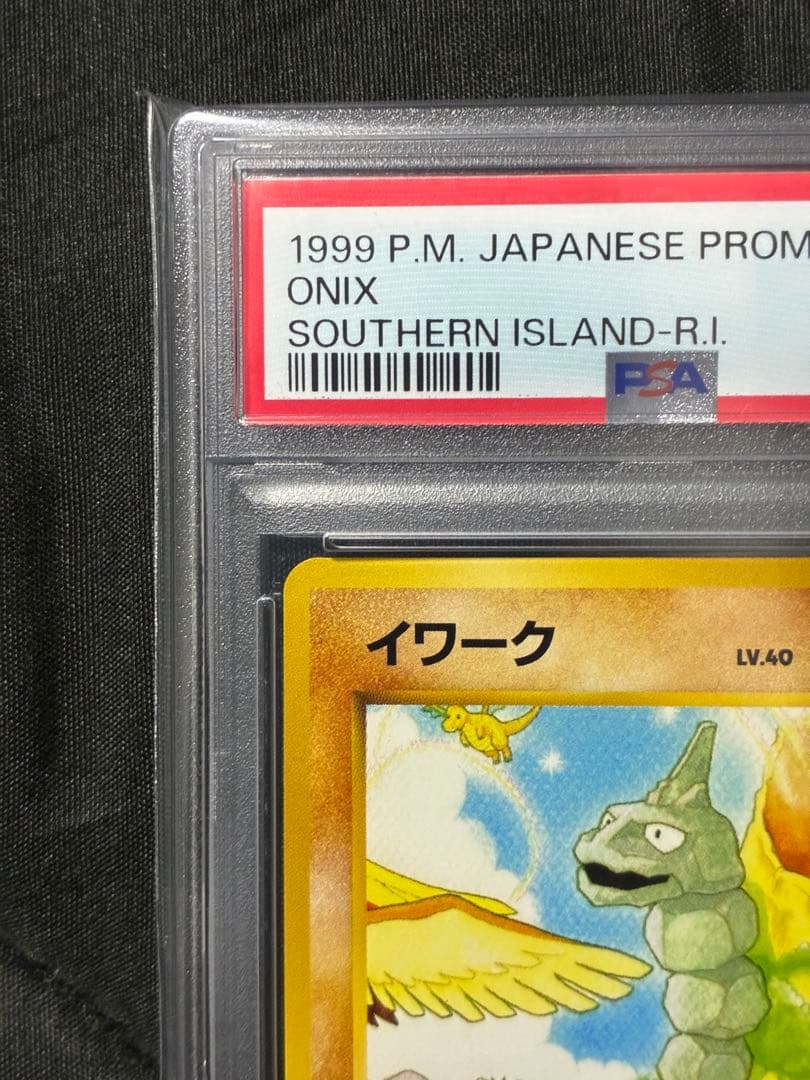 1999 P.M. JAPANESE PROM
ONIX
SOUTHERN ISLAND-R.I.
PSA
イワーク
LV.40